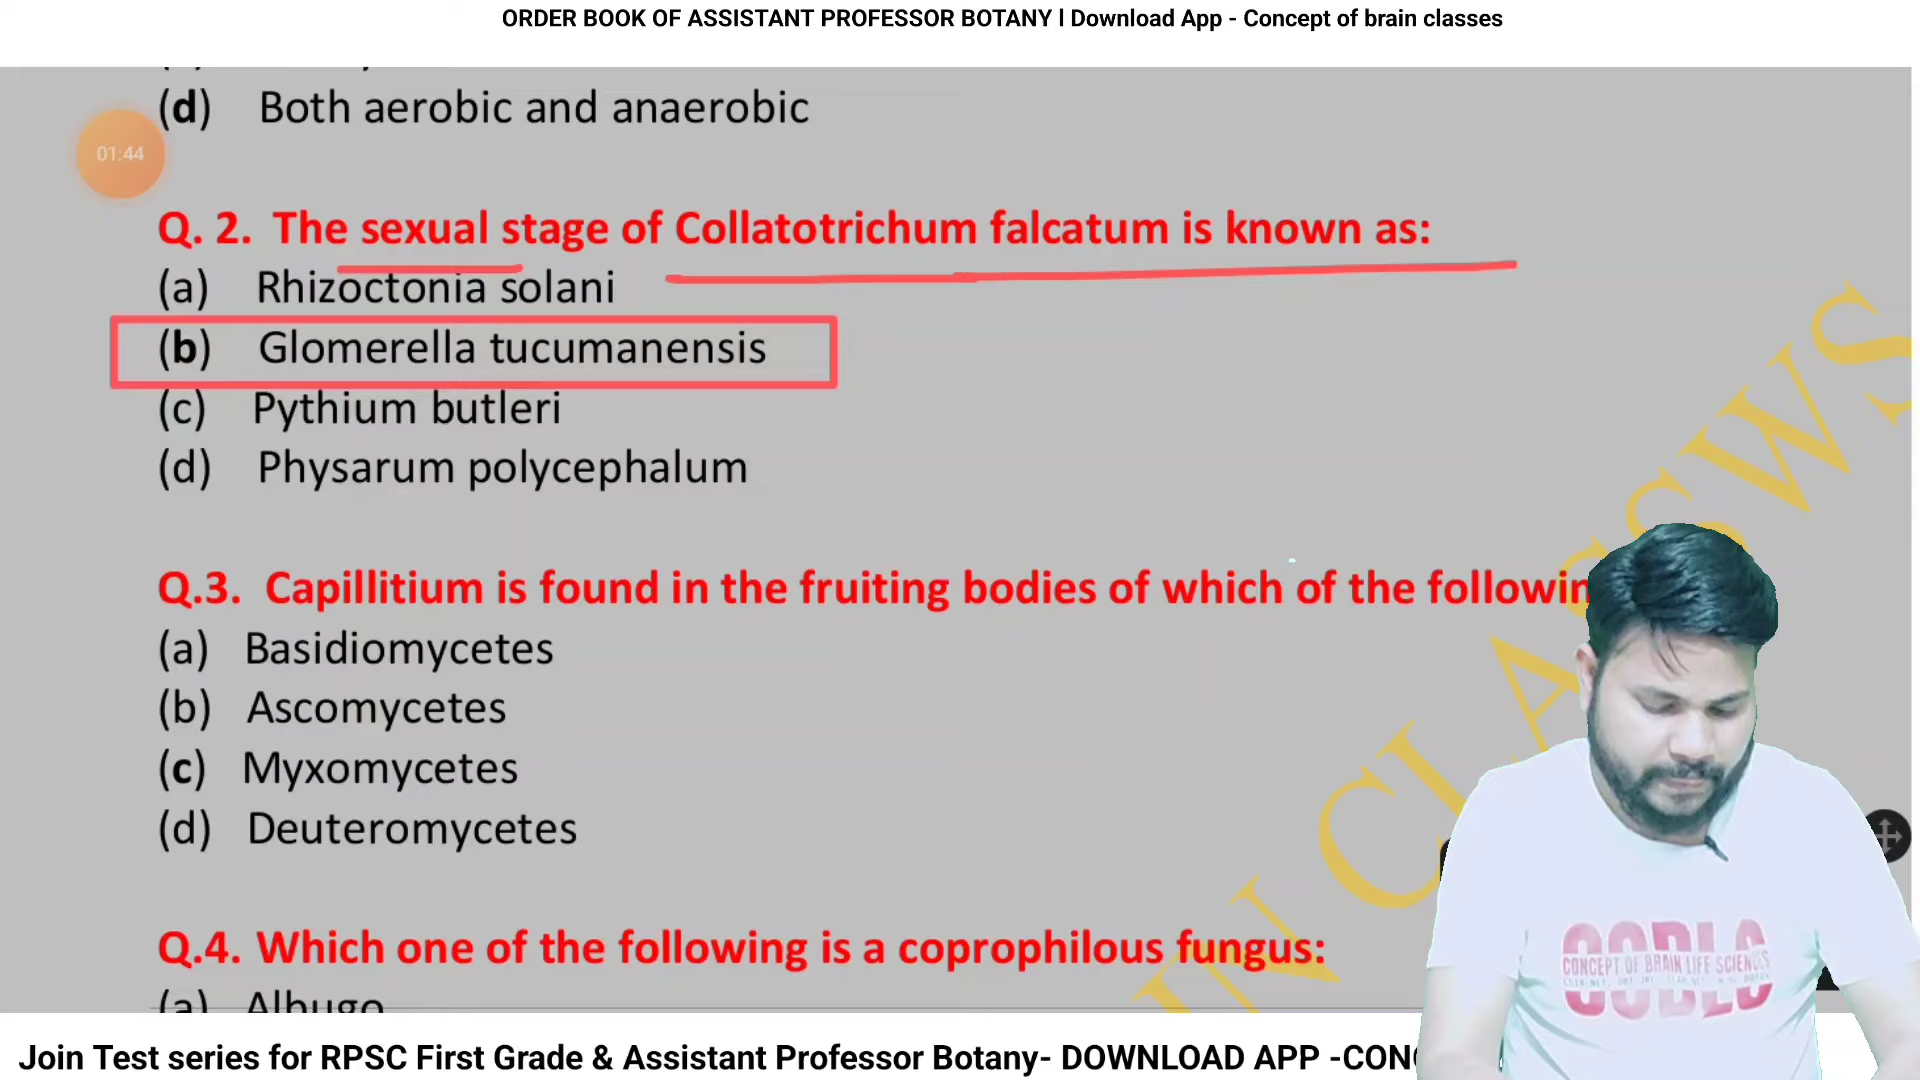 ORDER BOOK OF ASSISTANT PROFESSOR BOTANY l Download App - Concept of brain classes
(d) Both aerobic and anaerobic
01:44
Q. 2. The sexual stage of Collatotrichum falcatum is known as:
(a) Rhizoctonia solani
(b) Glomerella tucumanensis
(c) Pythium butleri
(d) Physarum polycephalum
Q.3. Capillitium is found in the fruiting bodies of which of the followin
(a) Basidiomycetes
(b) Ascomycetes
(c) Myxomycetes
(d) Deuteromycetes
Q.4. Which one of the following is a coprophilous fungus:
(a) Albugo
IN CLASSWS
CONCEPT OF BRAIN LIFE SCIENCES
Join Test series for RPSC First Grade & Assistant Professor Botany- DOWNLOAD APP -CON